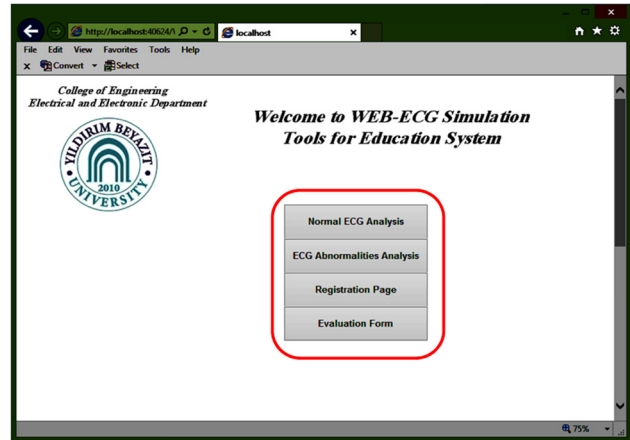 http://localhost:40624/\
localhost
File Edit View Favorites Tools Help
x Convert Select
College of Engineering
Electrical and Electronic Department
YILDIRIM BEYAZIT
2010
UNIVERSITY
Welcome to WEB-ECG Simulation
Tools for Education System
Normal ECG Analysis
ECG Abnormalities Analysis
Registration Page
Evaluation Form
75%